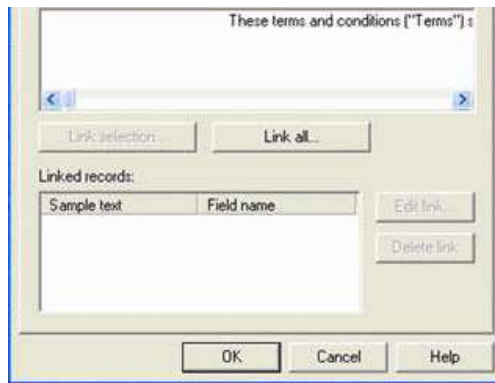 These terms and conditions ("Terms") s
Link selection... Link all...
Linked records:
Sample text Field name
Edit link...
Delete link
OK Cancel Help